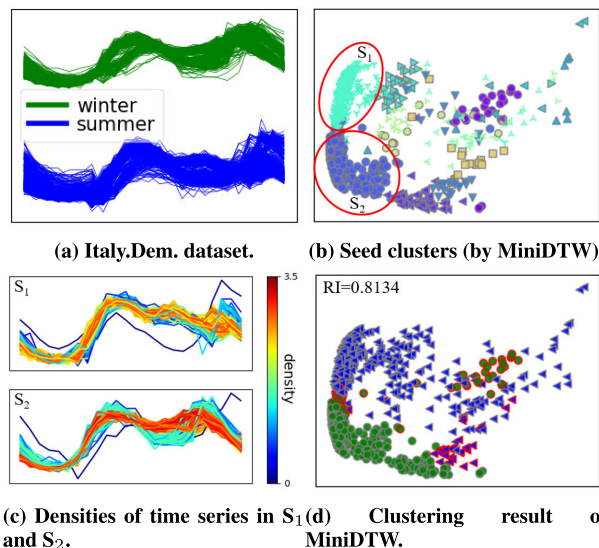 winter
summer
(a) Italy.Dem. dataset.
S1
S2
(b) Seed clusters (by MiniDTW)
S1
S2
3.5
density
0
RI=0.8134
(c) Densities of time series in S1
and S2.
(d) Clustering result o
MiniDTW.